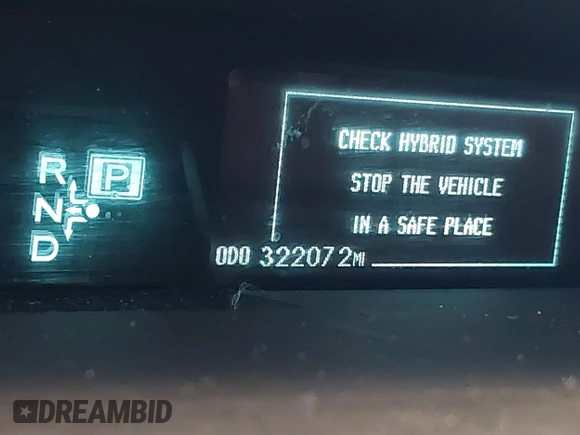 CHECK HYBRID SYSTEM
STOP THE VEHICLE
IN A SAFE PLACE
R P
N
D
ODO 322072MI
DREAMBID